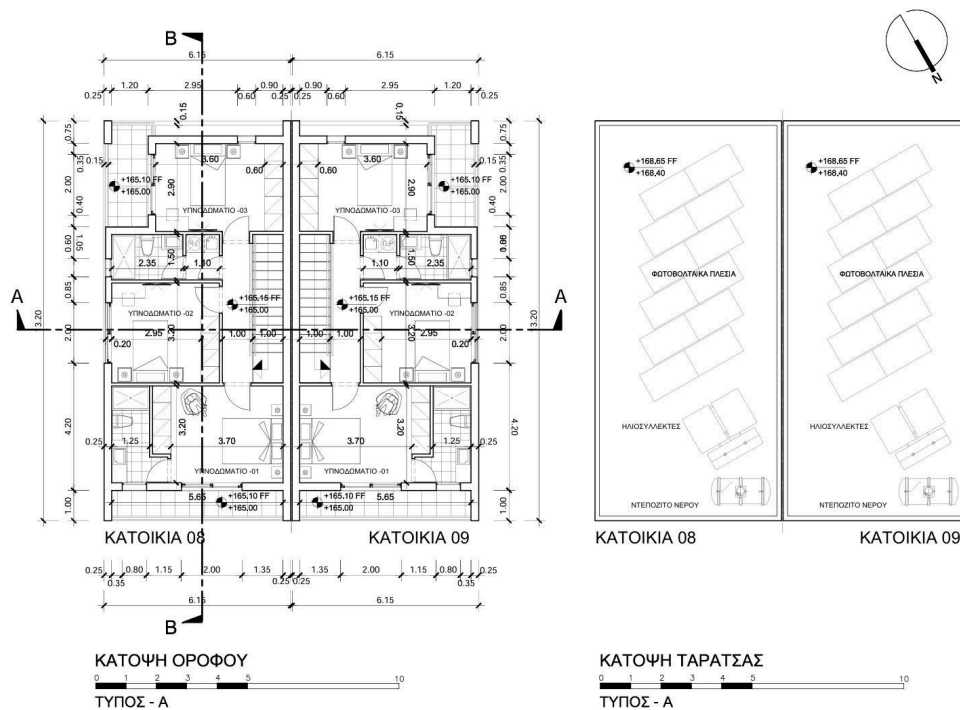 B
6.15 6.15
0.25 1.20 2.95 0.60 0.90 0.25 0.25 0.90 0.60 2.95 1.20 0.25
N
0.15 0.15
0.75 0.75
0.35 0.15 3.60 0.60 0.60 3.60 0.15 0.35
+165.10 FF +165.10 FF
+165.00 +165.00
2.00 2.90 2.90 2.00
0.40 ΥΠΝΟΔΩΜΑΤΙΟ -03 ΥΠΝΟΔΩΜΑΤΙΟ -03 0.40
0.60
1.05 2.35 1.50 1.10 1.10 1.50 2.35
0.85 +165.15 FF +165.15 FF 0.85
+165.00 +165.00
A A
3.20 ΥΠΝΟΔΩΜΑΤΙΟ -02 ΥΠΝΟΔΩΜΑΤΙΟ -02 3.20
2.00 2.95 3.20 1.00 1.00 1.00 1.00 3.20 2.95 2.00
0.20 0.20
4.20 3.20 3.20 4.20
0.25 1.25 3.70 3.70 1.25 0.25
ΥΠΝΟΔΩΜΑΤΙΟ -01 ΥΠΝΟΔΩΜΑΤΙΟ -01
1.00 5.65 +165.10 FF +165.10 FF 5.65 1.00
+165.00 +165.00
ΚΑΤΟΙΚΙΑ 08 ΚΑΤΟΙΚΙΑ 09
0.25 0.35 0.80 1.15 2.00 1.35 0.25 0.25 1.35 2.00 1.15 0.80 0.35 0.25
6.15 6.15
B
ΚΑΤΟΨΗ ΟΡΟΦΟΥ
0 1 2 3 4 5 10
ΤΥΠΟΣ - Α
+168.65 FF +168.65 FF
+168.40 +168.40
ΦΩΤΟΒΟΛΤΑΙΚΑ ΠΛΕΣΙΑ ΦΩΤΟΒΟΛΤΑΙΚΑ ΠΛΕΣΙΑ
ΗΛΙΟΣΥΛΛΕΚΤΕΣ ΗΛΙΟΣΥΛΛΕΚΤΕΣ
ΝΤΕΠΟΖΙΤΟ ΝΕΡΟΥ ΝΤΕΠΟΖΙΤΟ ΝΕΡΟΥ
ΚΑΤΟΙΚΙΑ 08 ΚΑΤΟΙΚΙΑ 09
ΚΑΤΟΨΗ ΤΑΡΑΤΣΑΣ
0 1 2 3 4 5 10
ΤΥΠΟΣ - Α